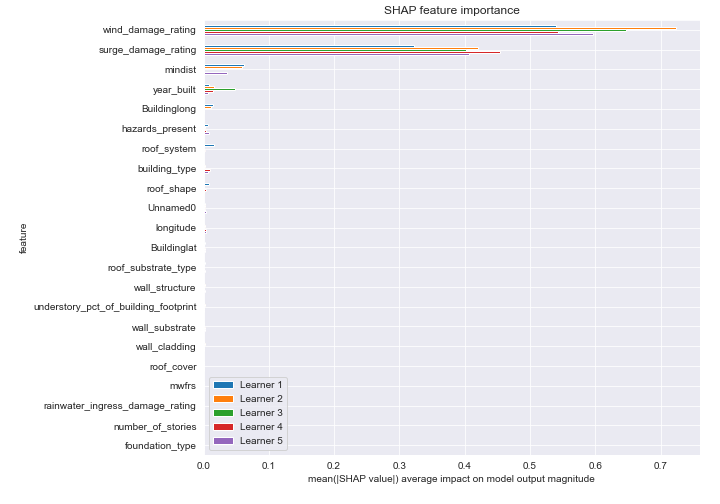 SHAP feature importance
wind_damage_rating
surge_damage_rating
mindist
year_built
Buildinglong
hazards_present
roof_system
building_type
roof_shape
Unnamed0
longitude
Buildinglat
roof_substrate_type
wall_structure
understory_pct_of_building_footprint
wall_substrate
wall_cladding
roof_cover
mwfrs
rainwater_ingress_damage_rating
number_of_stories
foundation_type
feature
Learner 1
Learner 2
Learner 3
Learner 4
Learner 5
0.0 0.1 0.2 0.3 0.4 0.5 0.6 0.7
mean(|SHAP value|) average impact on model output magnitude